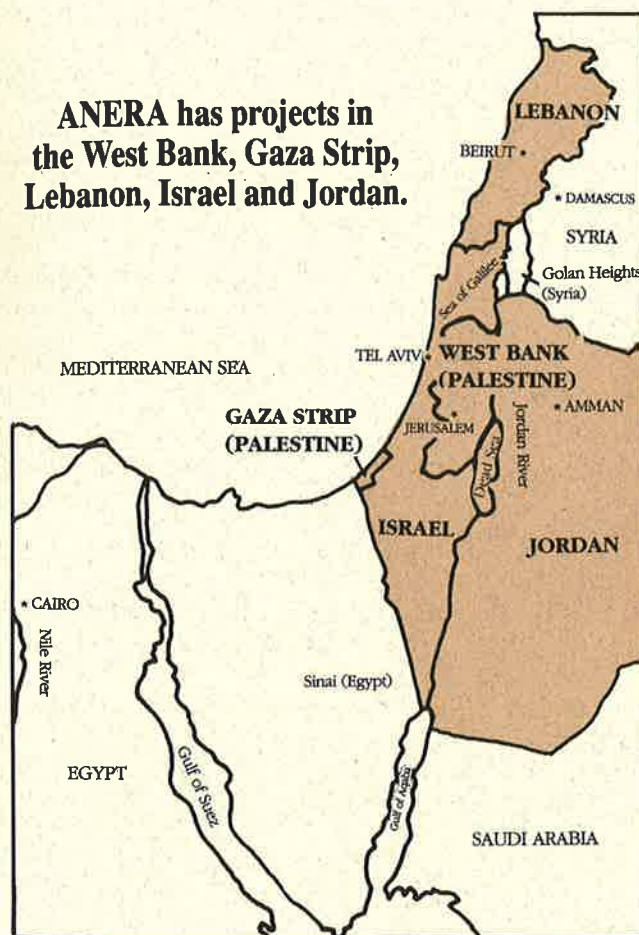 ANERA has projects in
the West Bank, Gaza Strip,
Lebanon, Israel and Jordan.
LEBANON
BEIRUT
DAMASCUS
SYRIA
Golan Heights
(Syria)
Sea of Galilee
TEL AVIV
WEST BANK
(PALESTINE)
MEDITERRANEAN SEA
AMMAN
GAZA STRIP
(PALESTINE)
JERUSALEM
Jordan River
Dead Sea
ISRAEL
JORDAN
CAIRO
Nile River
Sinai (Egypt)
EGYPT
Gulf of Suez
Gulf of Aqaba
SAUDI ARABIA